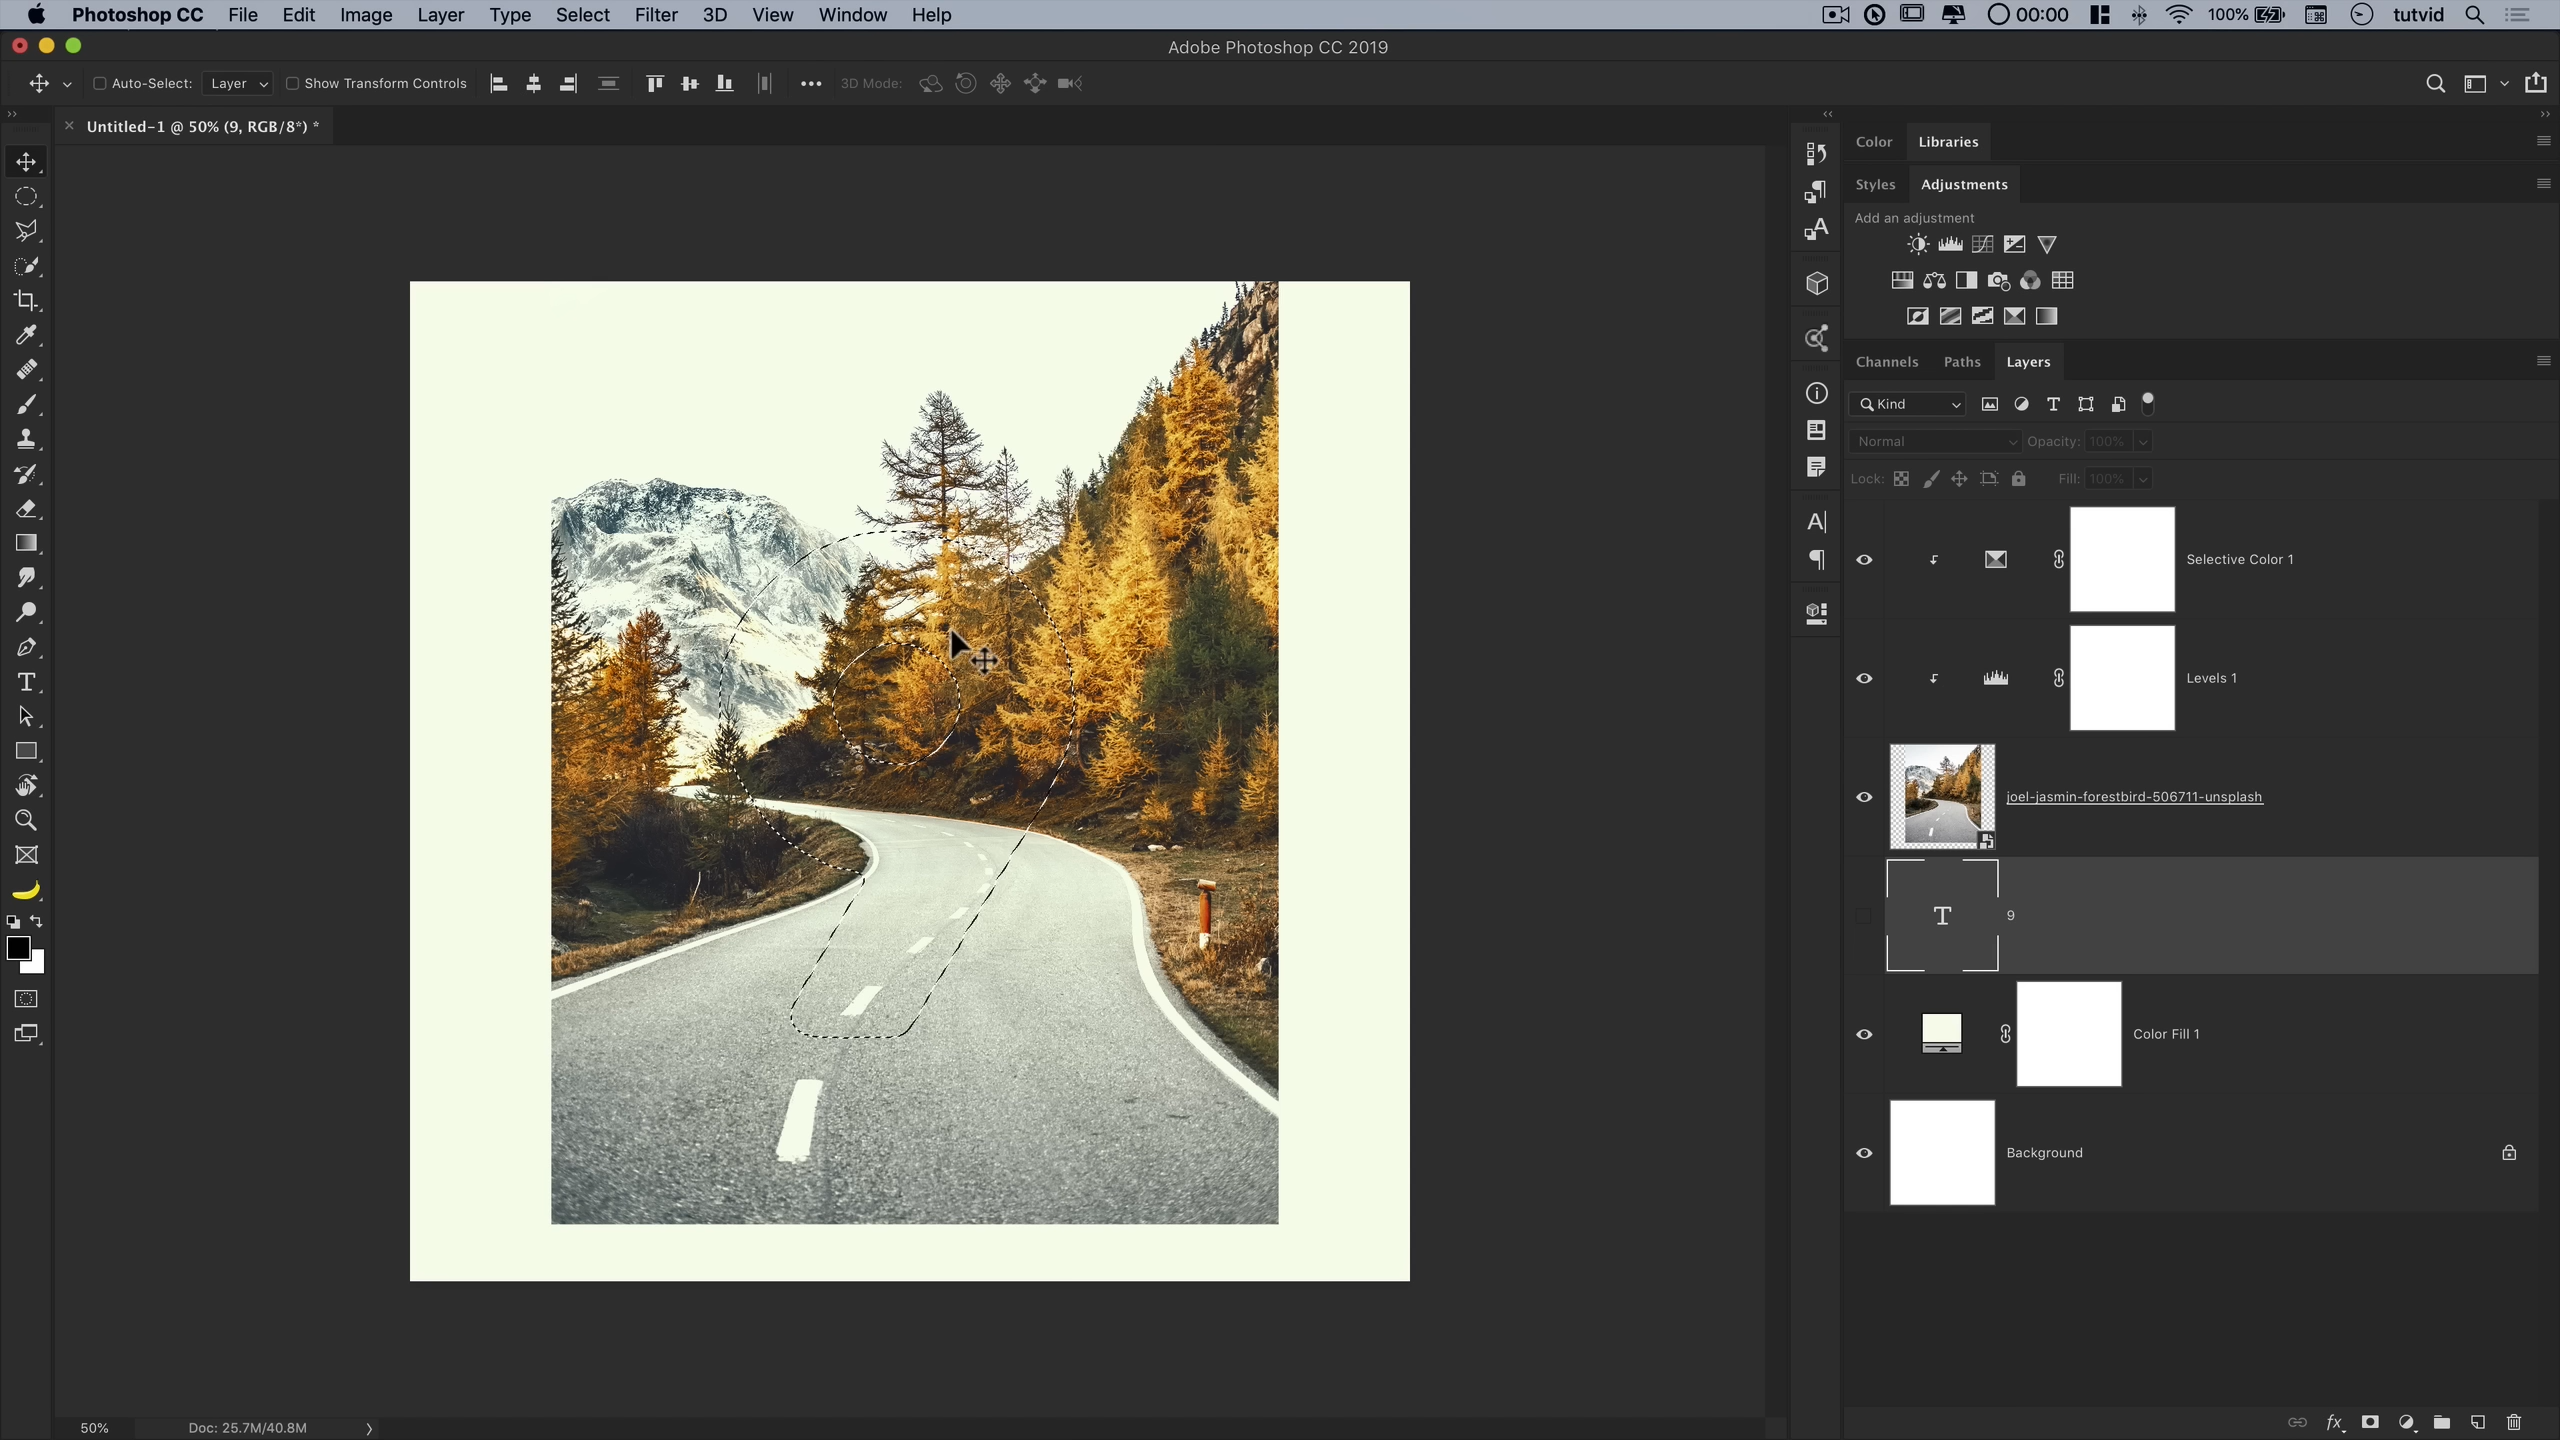 Photoshop CC File Edit Image Layer Type Select Filter 3D View Window Help 00:00 100% tutvid
Adobe Photoshop CC 2019
Auto-Select: Layer Show Transform Controls 3D Mode:
Untitled-1 @ 50% (9, RGB/8*) *
Color Libraries
Styles Adjustments
Add an adjustment
Channels Paths Layers
Kind
Normal Opacity: 100%
Lock: Fill: 100%
Selective Color 1
Levels 1
joel-jasmin-forestbird-506711-unsplash
9
Color Fill 1
Background
50% Doc: 25.7M/40.8M